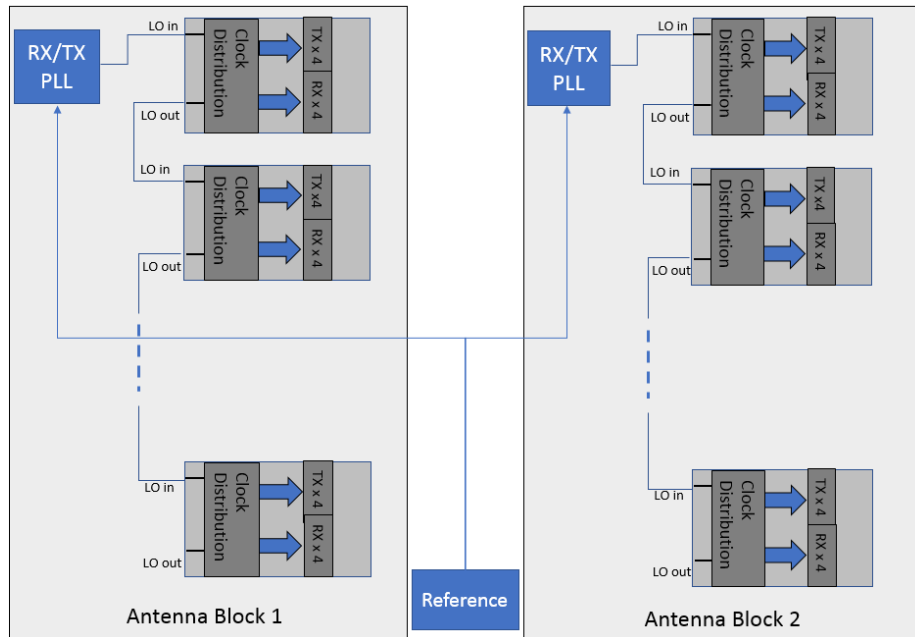 LO in
RX/TX
PLL
Clock
Distribution
TX x 4
RX x 4
LO out
LO in
Clock
Distribution
TX x4
RX x 4
LO out
LO in
Clock
Distribution
TX x 4
RX x 4
LO out
Antenna Block 1
Reference
LO in
RX/TX
PLL
Clock
Distribution
TX x 4
RX x 4
LO out
LO in
Clock
Distribution
TX x4
RX x 4
LO out
LO in
Clock
Distribution
TX x 4
RX x 4
LO out
Antenna Block 2